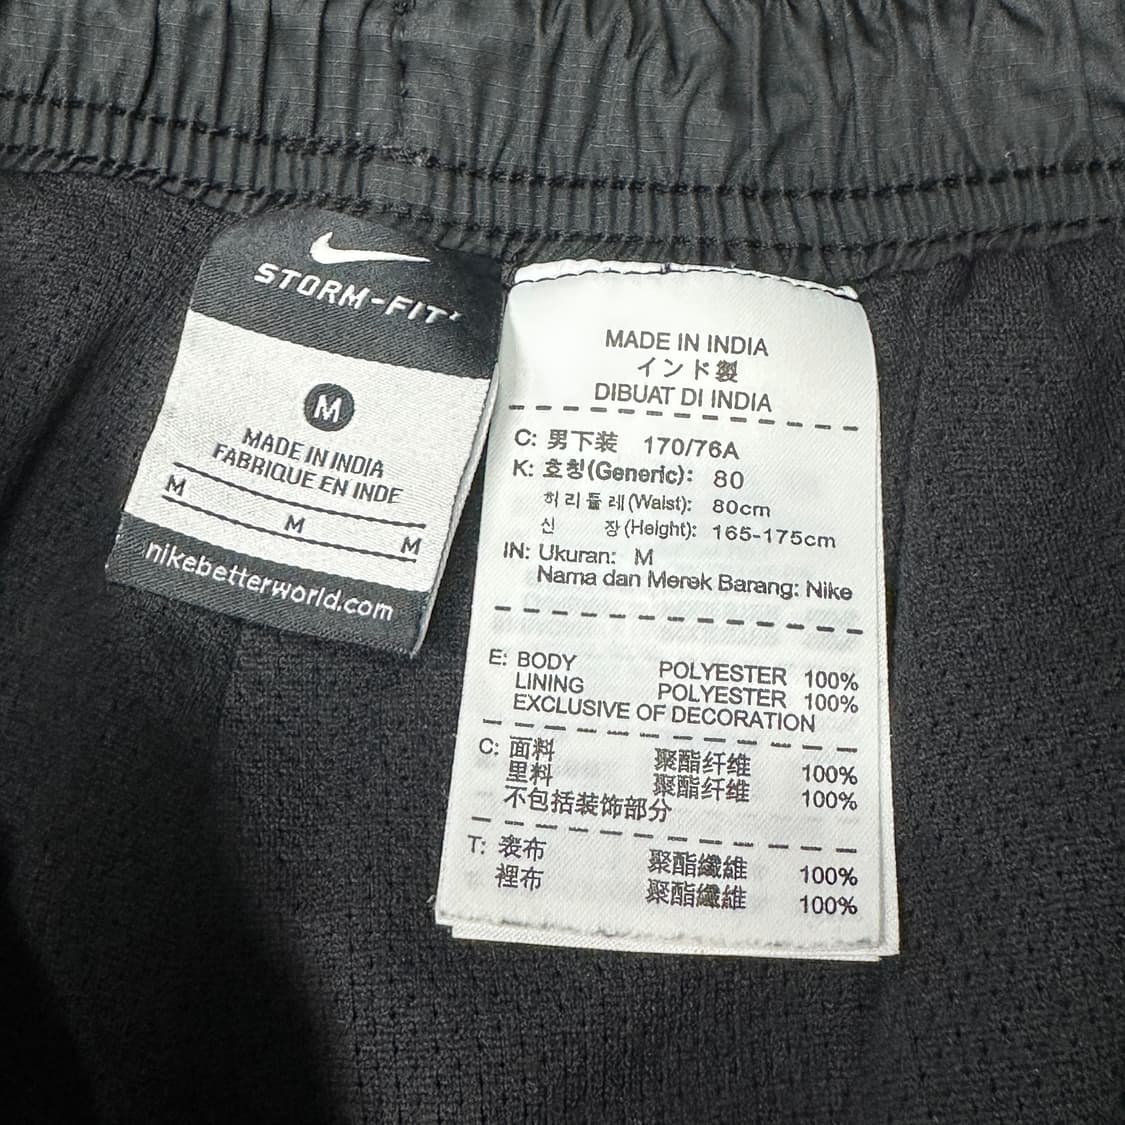 STORM-FIT
M
MADE IN INDIA
FABRIQUE EN INDE
M
M
M
nikebetterworld.com
MADE IN INDIA
インド製
DIBUAT DI INDIA
C: 男下装 170/76A
K: 호칭(Generic): 80
허리둘레(Waist): 80cm
신 장(Height): 165-175cm
IN: Ukuran: M
Nama dan Merek Barang: Nike
E: BODY POLYESTER 100%
LINING POLYESTER 100%
EXCLUSIVE OF DECORATION
C: 面料 聚酯纤维 100%
里料 聚酯纤维 100%
不包括装饰部分
T: 表布 聚酯纖維 100%
裡布 聚酯纖維 100%